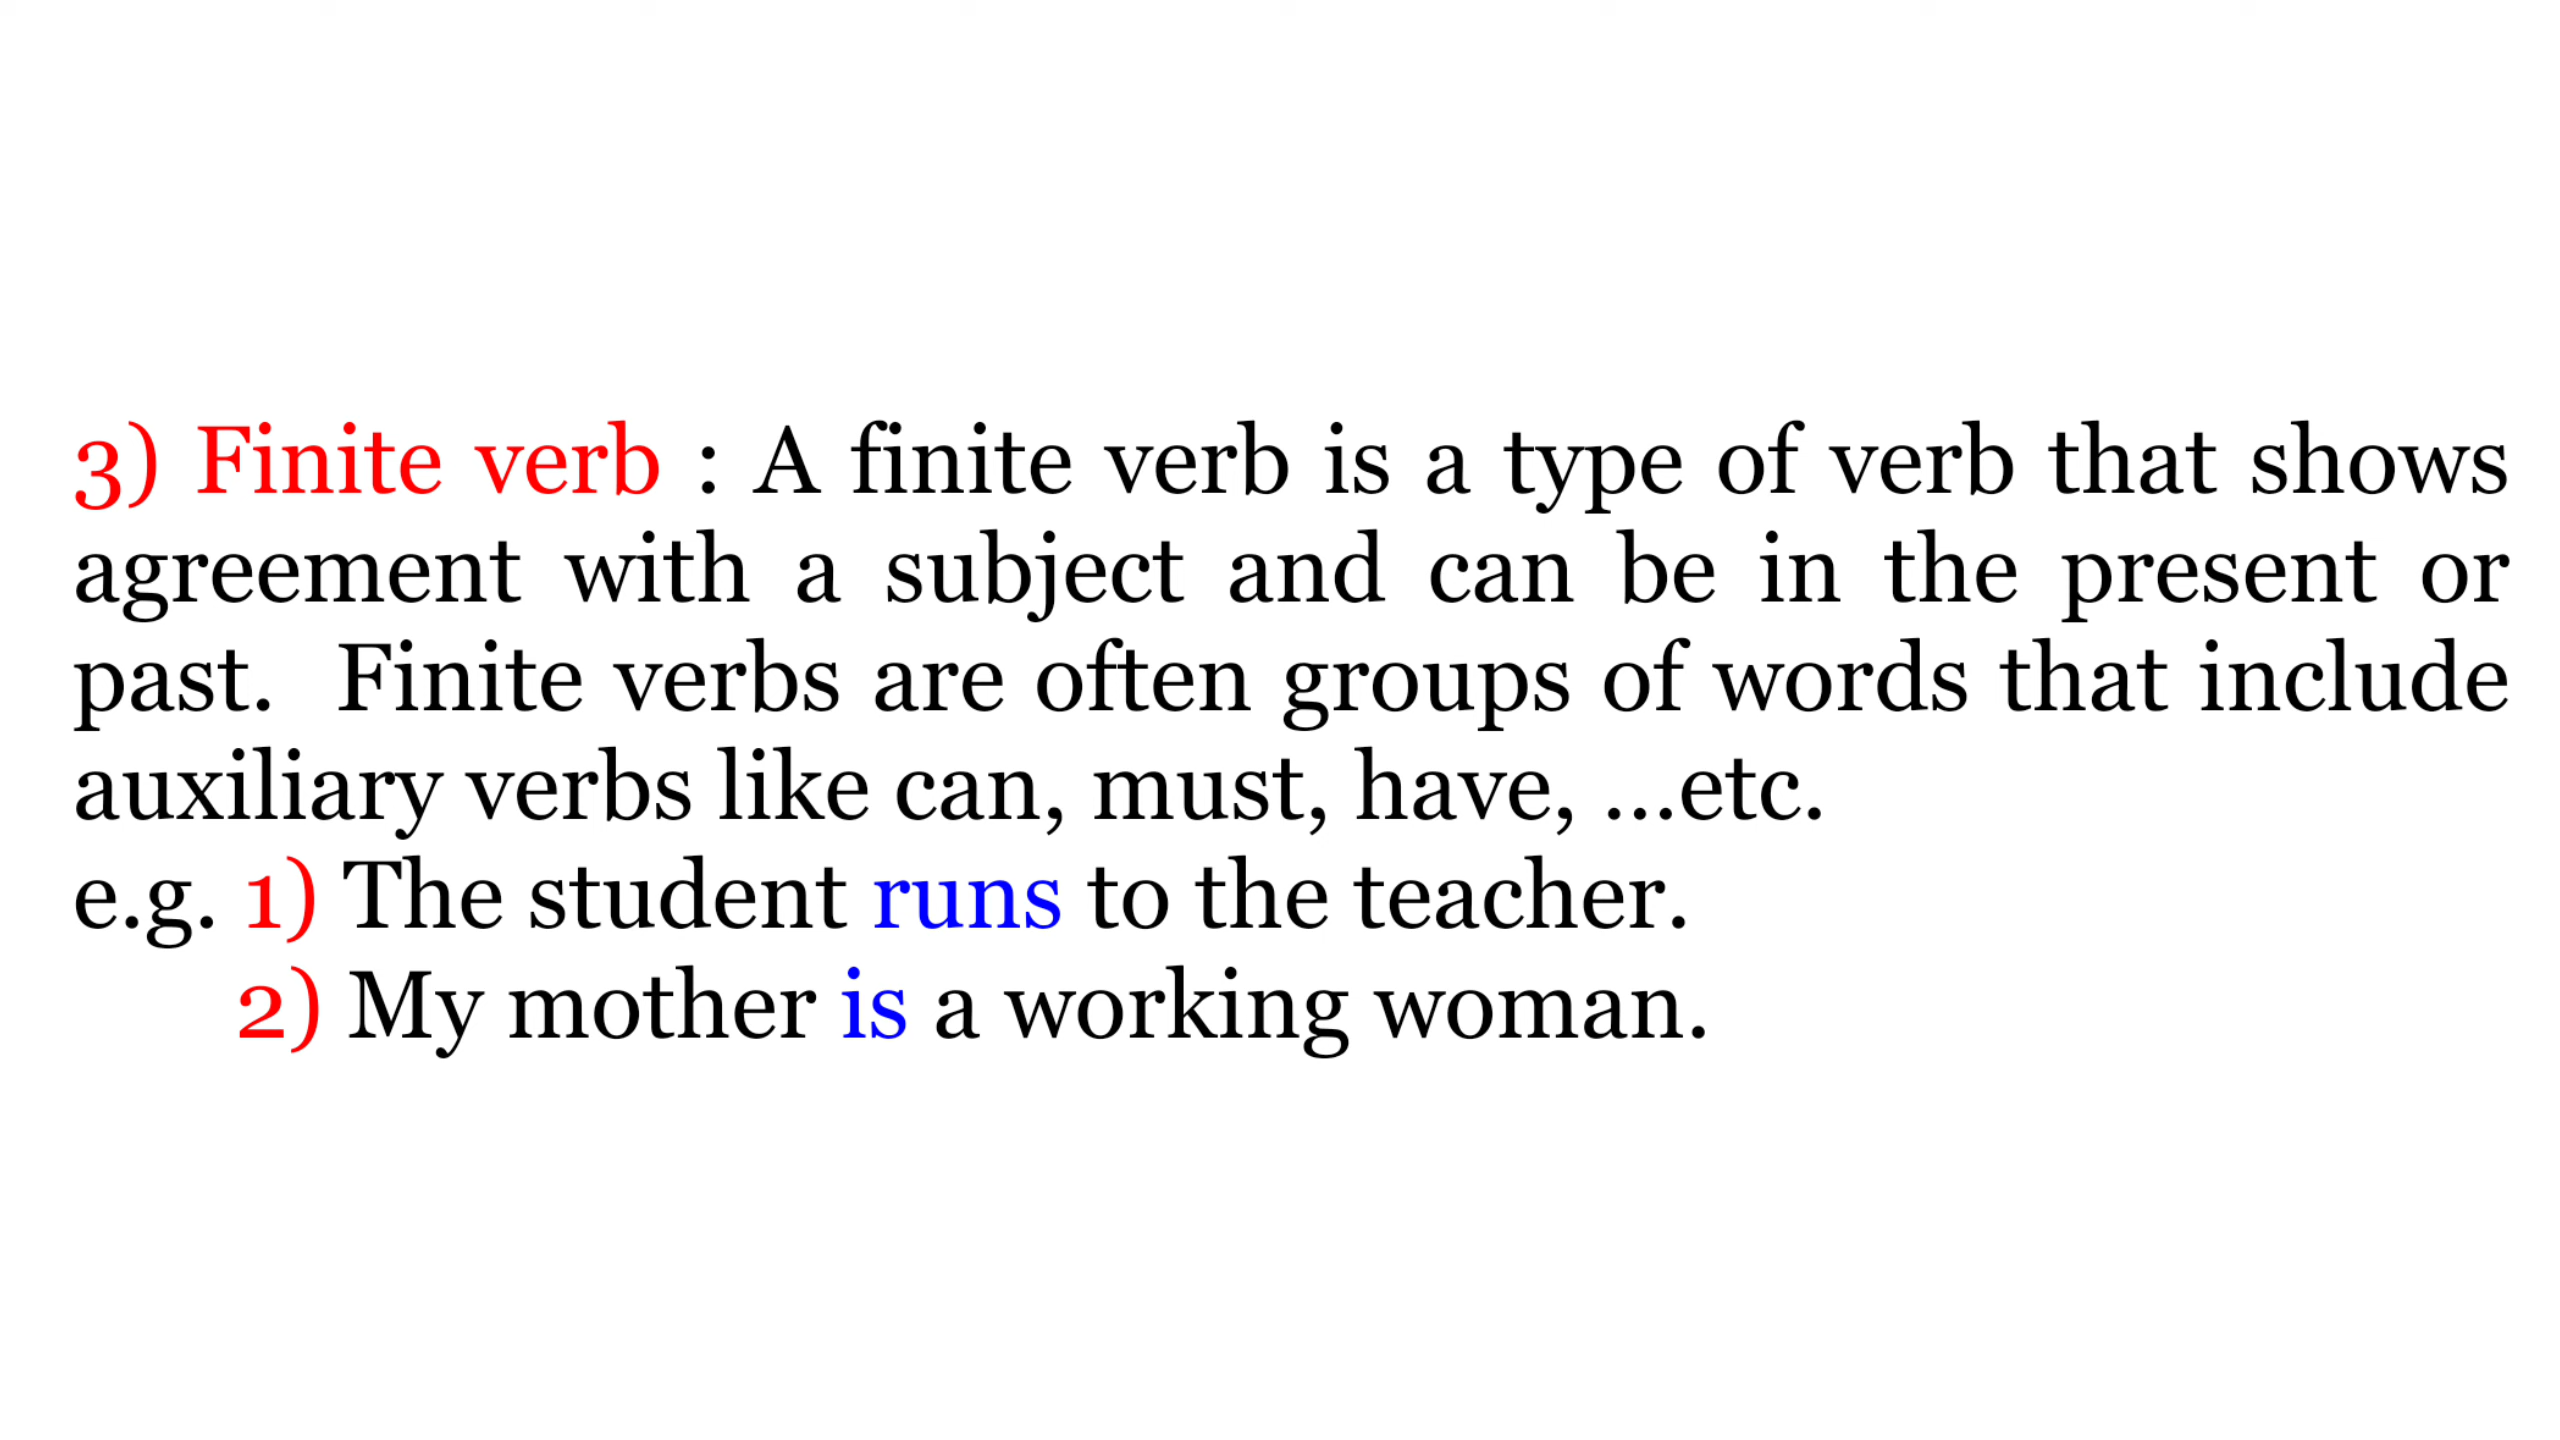 3) Finite verb : A finite verb is a type of verb that shows
agreement with a subject and can be in the present or
past. Finite verbs are often groups of words that include
auxiliary verbs like can, must, have, ...etc.
e.g. 1) The student runs to the teacher.
2) My mother is a working woman.